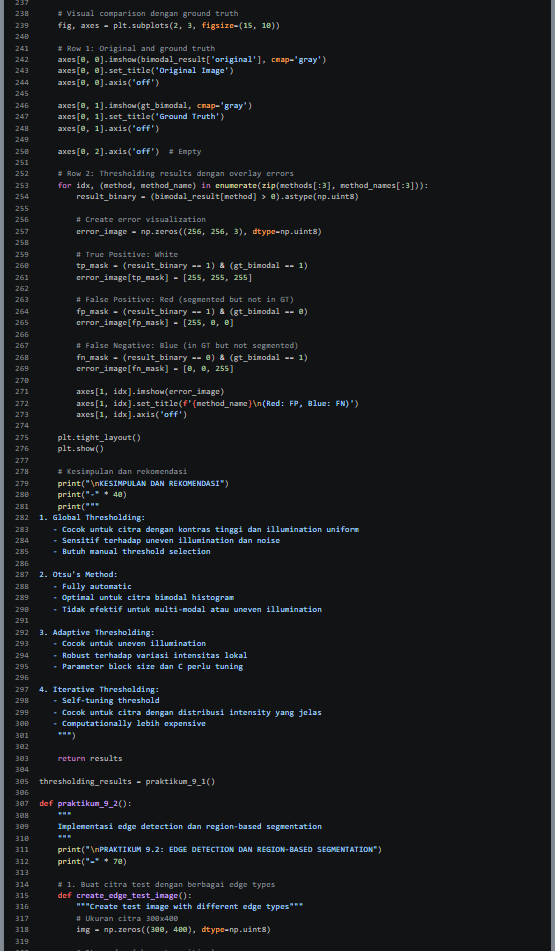 237
238 # Visual comparison dengan ground truth
239 fig, axes = plt.subplots(2, 3, figsize=(15, 10))
240
241 # Row 1: Original and ground truth
242 axes[0, 0].imshow(bimodal_result['original'], cmap='gray')
243 axes[0, 0].set_title('Original Image')
244 axes[0, 0].axis('off')
245
246 axes[0, 1].imshow(gt_bimodal, cmap='gray')
247 axes[0, 1].set_title('Ground Truth')
248 axes[0, 1].axis('off')
249
250 axes[0, 2].axis('off')  # Empty
251
252 # Row 2: Thresholding results dengan overlay errors
253 for idx, (method, method_name) in enumerate(zip(methods[:3], method_names[:3])):
254 result_binary = (bimodal_result[method] > 0).astype(np.uint8)
255
256 # Create error visualization
257 error_image = np.zeros((256, 256, 3), dtype=np.uint8)
258
259 # True Positive: White
260 tp_mask = (result_binary == 1) & (gt_bimodal == 1)
261 error_image[tp_mask] = [255, 255, 255]
262
263 # False Positive: Red (segmented but not in GT)
264 fp_mask = (result_binary == 1) & (gt_bimodal == 0)
265 error_image[fp_mask] = [255, 0, 0]
266
267 # False Negative: Blue (in GT but not segmented)
268 fn_mask = (result_binary == 0) & (gt_bimodal == 1)
269 error_image[fn_mask] = [0, 0, 255]
270
271 axes[1, idx].imshow(error_image)
272 axes[1, idx].set_title(f'{method_name}\n(Red: FP, Blue: FN)')
273 axes[1, idx].axis('off')
274
275 plt.tight_layout()
276 plt.show()
277
278 # Kesimpulan dan rekomendasi
279 print("\nKESIMPULAN DAN REKOMENDASI")
280 print("-" * 40)
281 print("""
282 1. Global Thresholding:
283 - Cocok untuk citra dengan kontras tinggi dan illumination uniform
284 - Sensitif terhadap uneven illumination dan noise
285 - Butuh manual threshold selection
286
287 2. Otsu's Method:
288 - Fully automatic
289 - Optimal untuk citra bimodal histogram
290 - Tidak efektif untuk multi-modal atau uneven illumination
291
292 3. Adaptive Thresholding:
293 - Cocok untuk uneven illumination
294 - Robust terhadap variasi intensitas lokal
295 - Parameter block size dan C perlu tuning
296
297 4. Iterative Thresholding:
298 - Self-tuning threshold
299 - Cocok untuk citra dengan distribusi intensity yang jelas
300 - Computationally lebih expensive
301 """)
302
303 return results
304
305 thresholding_results = praktikum_9_1()
306
307 def praktikum_9_2():
308 """
309 Implementasi edge detection dan region-based segmentation
310 """
311 print("\nPRAKTIKUM 9.2: EDGE DETECTION DAN REGION-BASED SEGMENTATION")
312 print("=" * 70)
313
314 # 1. Buat citra test dengan berbagai edge types
315 def create_edge_test_image():
316 """Create test image with different edge types"""
317 # Ukuran citra 300x400
318 img = np.zeros((300, 400), dtype=np.uint8)
319